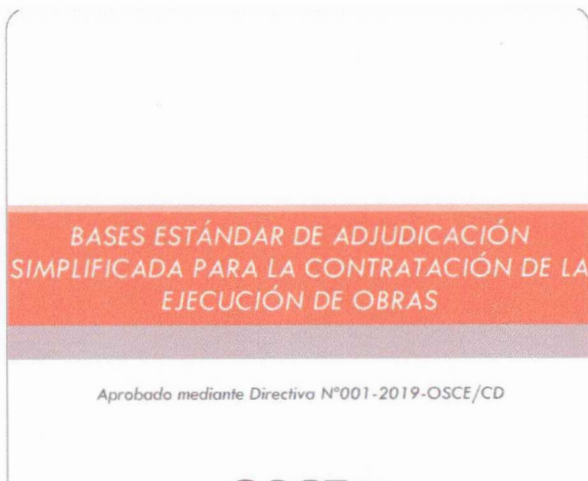 BASES ESTÁNDAR DE ADJUDICACIÓN
SIMPLIFICADA PARA LA CONTRATACIÓN DE LA
EJECUCIÓN DE OBRAS
Aprobado mediante Directiva N°001-2019-OSCE/CD